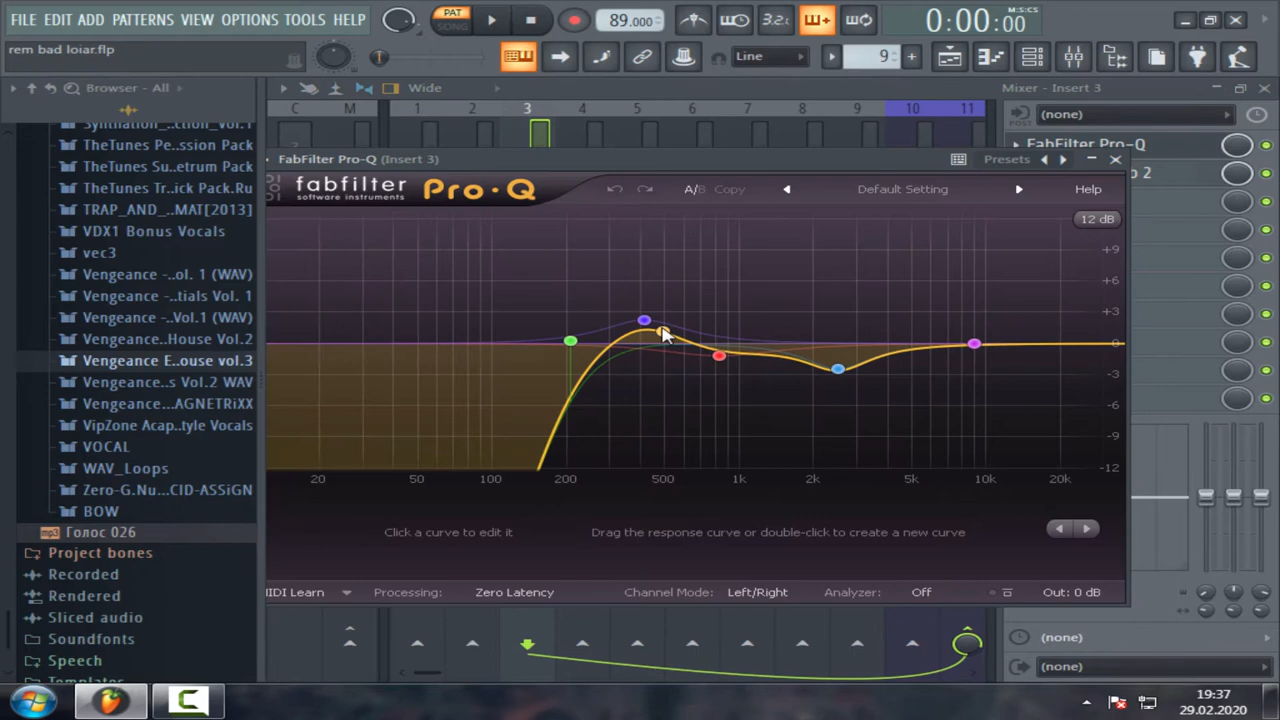 FILE EDIT ADD PATTERNS VIEW OPTIONS TOOLS HELP
PAT
SONG
89.000
3.2:
0:00:00
M:S:CS
rem bad loiar.flp
Line
9
Browser - All
Wide
Mixer - Insert 3
C M 1 2 3 4 5 6 7 8 9 10 11
POST
(none)
TheTunes Pe..ssion Pack
TheTunes Su..etrum Pack
TheTunes Tr..ick Pack.Ru
TRAP_AND_..MAT[2013]
VDX1 Bonus Vocals
vec3
Vengeance -..ol. 1 (WAV)
Vengeance -..tials Vol. 1
Vengeance -..Vol.1 (WAV)
Vengeance..House Vol.2
Vengeance E..ouse vol.3
Vengeance..s Vol.2 WAV
Vengeance..AGNETRiXX
VipZone Acap..tyle Vocals
VOCAL
WAV_Loops
Zero-G.Nu..CID-ASSiGN
BOW
mp3 Голос 026
Project bones
Recorded
Rendered
Sliced audio
Soundfonts
Speech
FabFilter Pro-Q (Insert 3)
Presets
FabFilter Pro-Q
2
fabfilter
software instruments
Pro·Q
A/B Copy
Default Setting
Help
12 dB
+9
+6
+3
0
-3
-6
-9
-12
20 50 100 200 500 1k 2k 5k 10k 20k
Click a curve to edit it
Drag the response curve or double-click to create a new curve
IDI Learn
Processing: Zero Latency
Channel Mode: Left/Right
Analyzer: Off
Out: 0 dB
(none)
(none)
19:37
29.02.2020